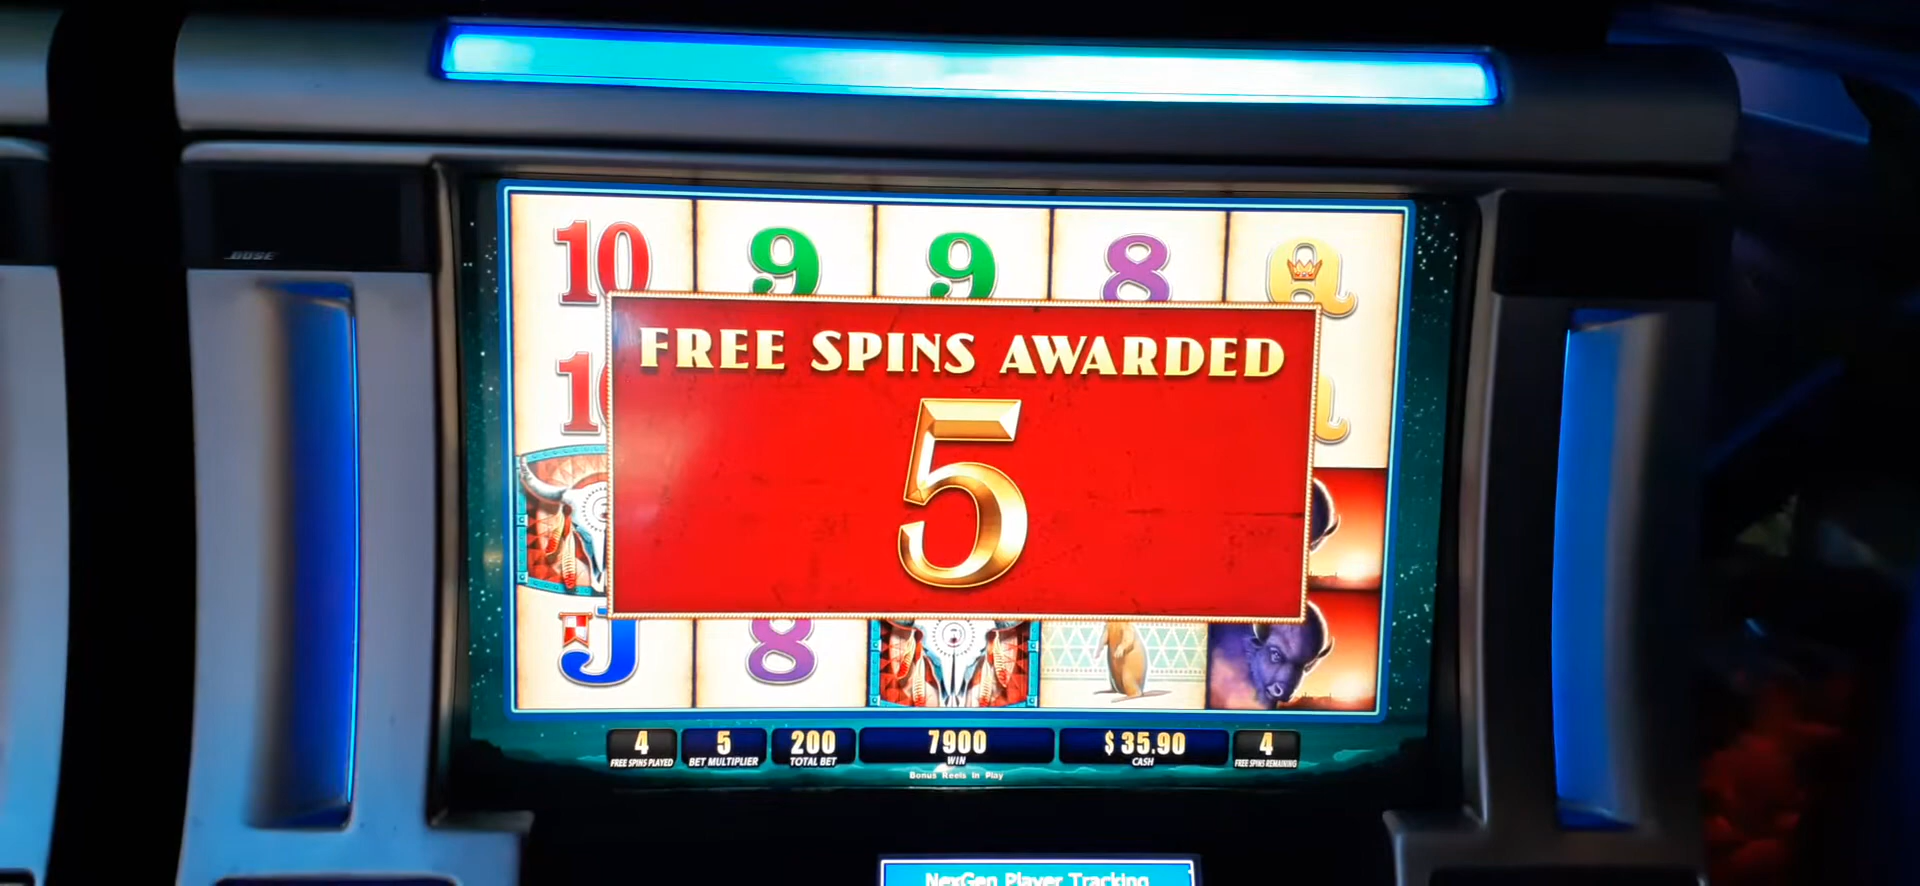 BOSE
10 9 9 8 Q
FREE SPINS AWARDED
5
J 8
4 5 200 7900 $ 35.90 4
FREE SPINS PLAYED BET MULTIPLIER TOTAL BET WIN CASH FREE SPINS REMAINING
Bonus Reels In Play
NexGen Player Tracking